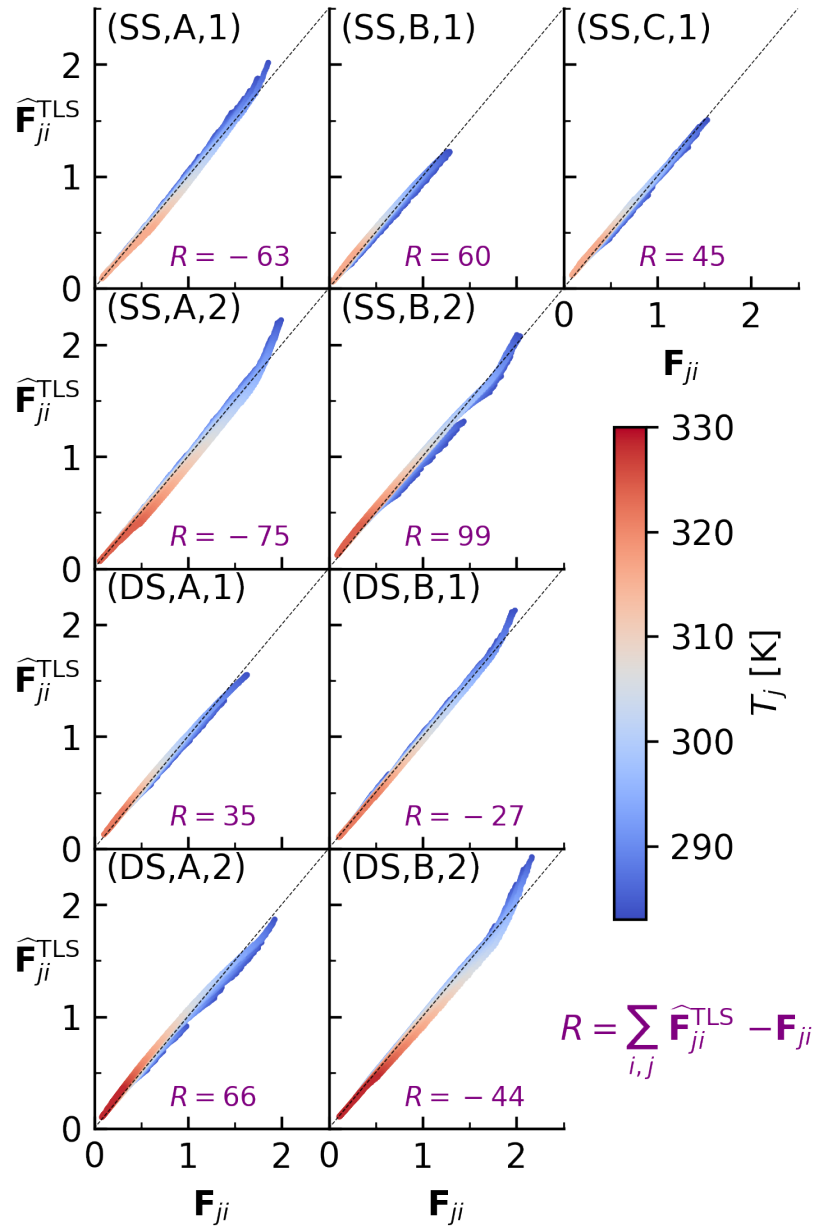 (SS,A,1) (SS,B,1) (SS,C,1)
2
F̂ji^TLS
1
0
R = − 63 R = 60 R = 45
0 1 2
Fji
(SS,A,2) (SS,B,2)
2
F̂ji^TLS
1
0
R = − 75 R = 99
330
320
310
300
290
Tj [K]
(DS,A,1) (DS,B,1)
2
F̂ji^TLS
1
0
R = 35 R = − 27
(DS,A,2) (DS,B,2)
2
F̂ji^TLS
1
0
R = 66 R = − 44
0 1 2 0 1 2
Fji Fji
R = ∑i, j F̂ji^TLS − Fji